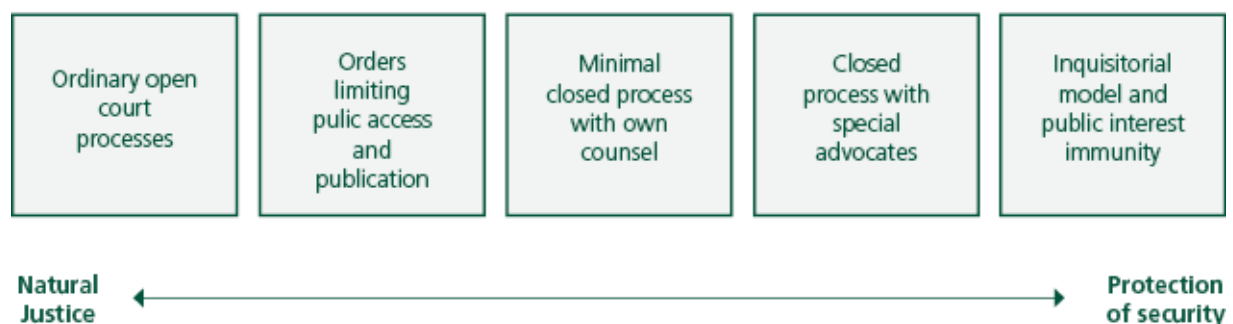 Ordinary open
court
processes
Orders
limiting
pulic access
and
publication
Minimal
closed process
with own
counsel
Closed
process with
special
advocates
Inquisitorial
model and
public interest
immunity
Natural
Justice
Protection
of security